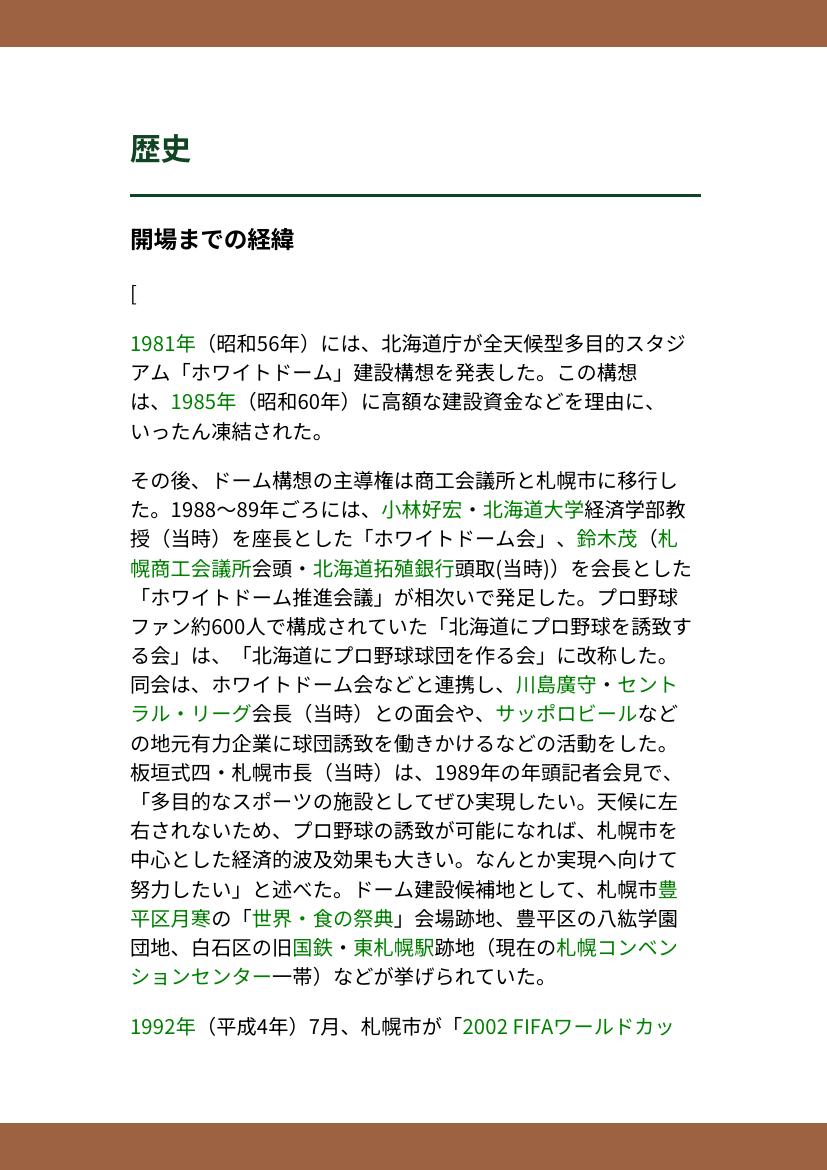 歴史
開場までの経緯
[
1981年（昭和56年）には、北海道庁が全天候型多目的スタジ
アム「ホワイトドーム」建設構想を発表した。この構想
は、1985年（昭和60年）に高額な建設資金などを理由に、
いったん凍結された。
その後、ドーム構想の主導権は商工会議所と札幌市に移行し
た。1988〜89年ごろには、小林好宏・北海道大学経済学部教
授（当時）を座長とした「ホワイトドーム会」、鈴木茂（札
幌商工会議所会頭・北海道拓殖銀行頭取(当時)）を会長とした
「ホワイトドーム推進会議」が相次いで発足した。プロ野球
ファン約600人で構成されていた「北海道にプロ野球を誘致す
る会」は、「北海道にプロ野球球団を作る会」に改称した。
同会は、ホワイトドーム会などと連携し、川島廣守・セント
ラル・リーグ会長（当時）との面会や、サッポロビールなど
の地元有力企業に球団誘致を働きかけるなどの活動をした。
板垣式四・札幌市長（当時）は、1989年の年頭記者会見で、
「多目的なスポーツの施設としてぜひ実現したい。天候に左
右されないため、プロ野球の誘致が可能になれば、札幌市を
中心とした経済的波及効果も大きい。なんとか実現へ向けて
努力したい」と述べた。ドーム建設候補地として、札幌市豊
平区月寒の「世界・食の祭典」会場跡地、豊平区の八紘学園
団地、白石区の旧国鉄・東札幌駅跡地（現在の札幌コンベン
ションセンター一帯）などが挙げられていた。
1992年（平成4年）7月、札幌市が「2002 FIFAワールドカッ